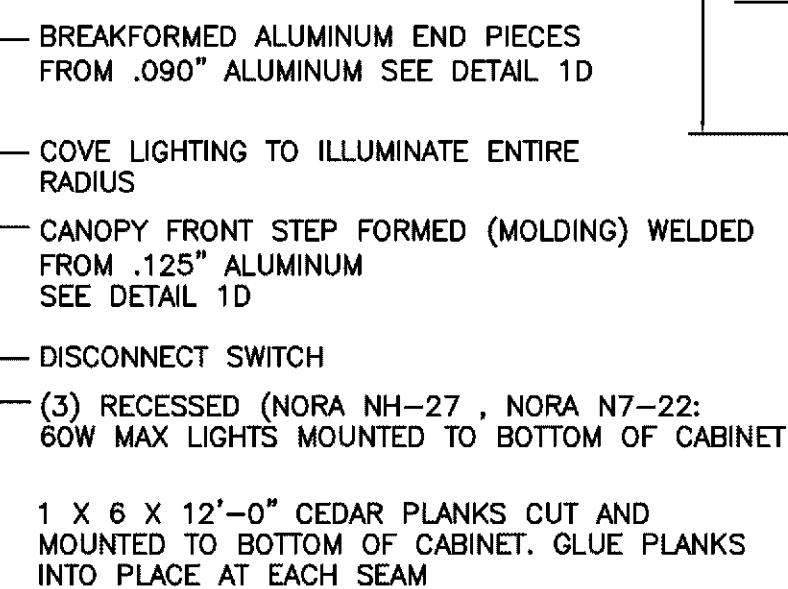 BREAKFORMED ALUMINUM END PIECES
FROM .090" ALUMINUM SEE DETAIL 1D
COVE LIGHTING TO ILLUMINATE ENTIRE
RADIUS
CANOPY FRONT STEP FORMED (MOLDING) WELDED
FROM .125" ALUMINUM
SEE DETAIL 1D
DISCONNECT SWITCH
(3) RECESSED (NORA NH-27 , NORA N7-22:
60W MAX LIGHTS MOUNTED TO BOTTOM OF CABINET
1 X 6 X 12'-0" CEDAR PLANKS CUT AND
MOUNTED TO BOTTOM OF CABINET. GLUE PLANKS
INTO PLACE AT EACH SEAM